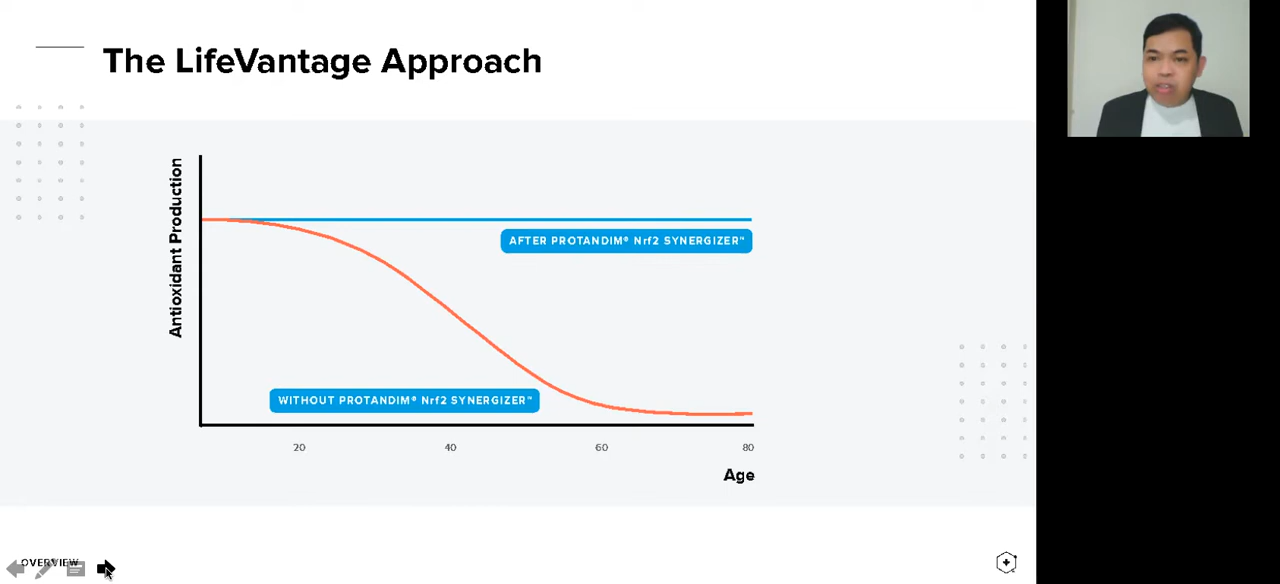 The LifeVantage Approach
Antioxidant Production
AFTER PROTANDIM® Nrf2 SYNERGIZER™
WITHOUT PROTANDIM® Nrf2 SYNERGIZER™
20 40 60 80
Age
OVERVIEW